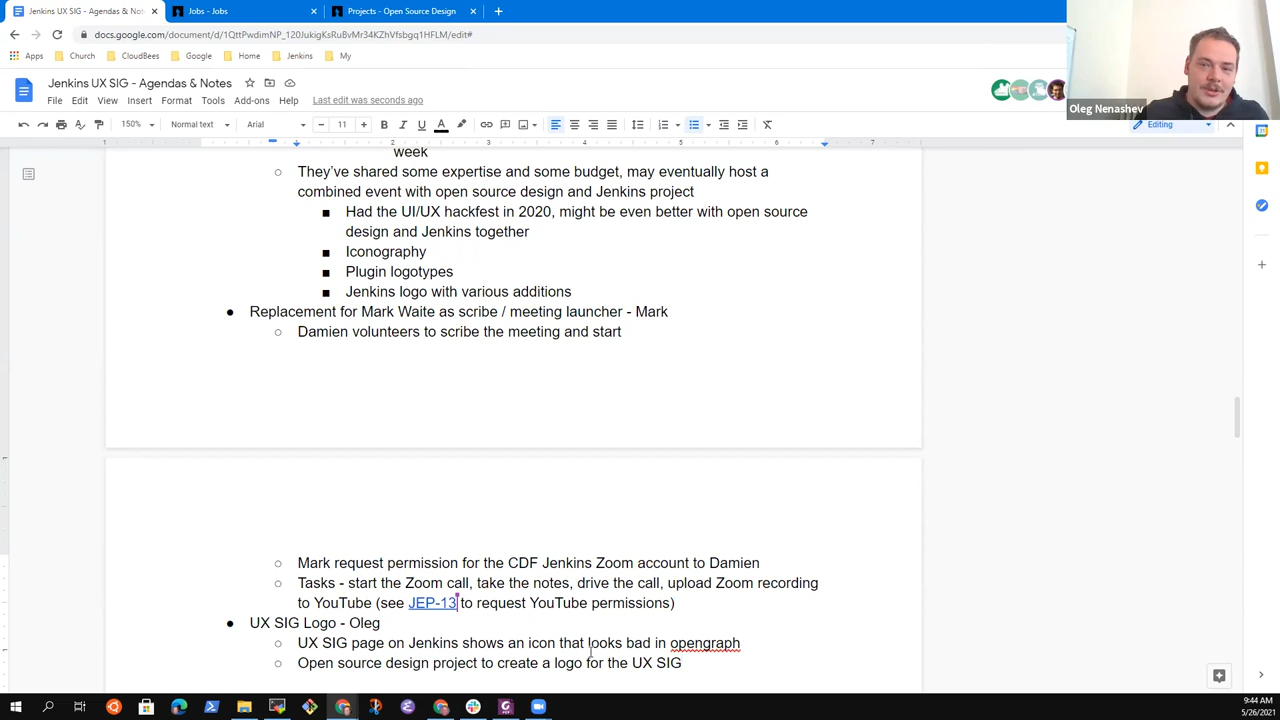 Jenkins UX SIG - Agendas & Not
Jobs - Jobs
Projects - Open Source Design
docs.google.com/document/d/1QttPwdimNP_120JukigKsRuBvMr34KZhVfsbgq1HFLM/edit#
Apps
Church
CloudBees
Google
Home
Jenkins
My
Jenkins UX SIG - Agendas & Notes
File Edit View Insert Format Tools Add-ons Help Last edit was seconds ago
Oleg Nenashev
150% Normal text Arial 11 Editing
1 1 2 3 4 5 6 7
week
They've shared some expertise and some budget, may eventually host a
combined event with open source design and Jenkins project
Had the UI/UX hackfest in 2020, might be even better with open source
design and Jenkins together
Iconography
Plugin logotypes
Jenkins logo with various additions
Replacement for Mark Waite as scribe / meeting launcher - Mark
Damien volunteers to scribe the meeting and start
Mark request permission for the CDF Jenkins Zoom account to Damien
Tasks - start the Zoom call, take the notes, drive the call, upload Zoom recording
to YouTube (see JEP-13 to request YouTube permissions)
UX SIG Logo - Oleg
UX SIG page on Jenkins shows an icon that looks bad in opengraph
Open source design project to create a logo for the UX SIG
9:44 AM
5/26/2021